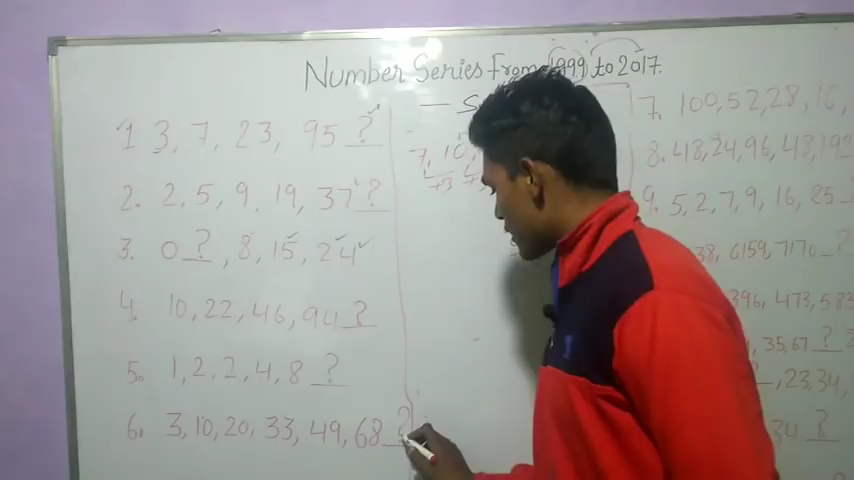 Number Series From 1999 to 2017.
— S
1 3, 7, 23, 95 ?
2. 2, 5, 9, 19, 37 ?
3. 0 ?, 8, 15, 24
4. 10, 22, 46, 94 ?
5. 1, 2, 2, 4, 8 ?
6. 3, 10, 20, 33, 49, 68 ?
7, 10,
+3
7. 100, 52, 28, 16,
8. 48, 24, 96, 48, 192
9. 5, 2, 7, 9, 16, 25
38, 6159, 7170 ?
396, 473, 583
, 35, 67 ?
, 23, 34,
34 ?